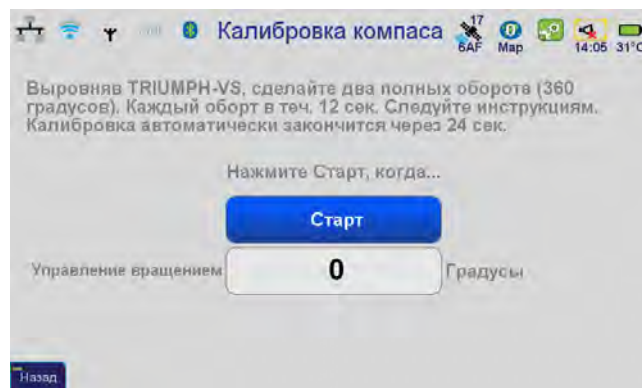 Калибровка компаса
17
6AF
Map
14:05
31°C
Выровняв TRIUMPH-VS, сделайте два полных оборота (360
градусов). Каждый оборт в теч. 12 сек. Следуйте инструкциям.
Калибровка автоматически закончится через 24 сек.
Нажмите Старт, когда...
Старт
Управление вращением 0 Градусы
Назад